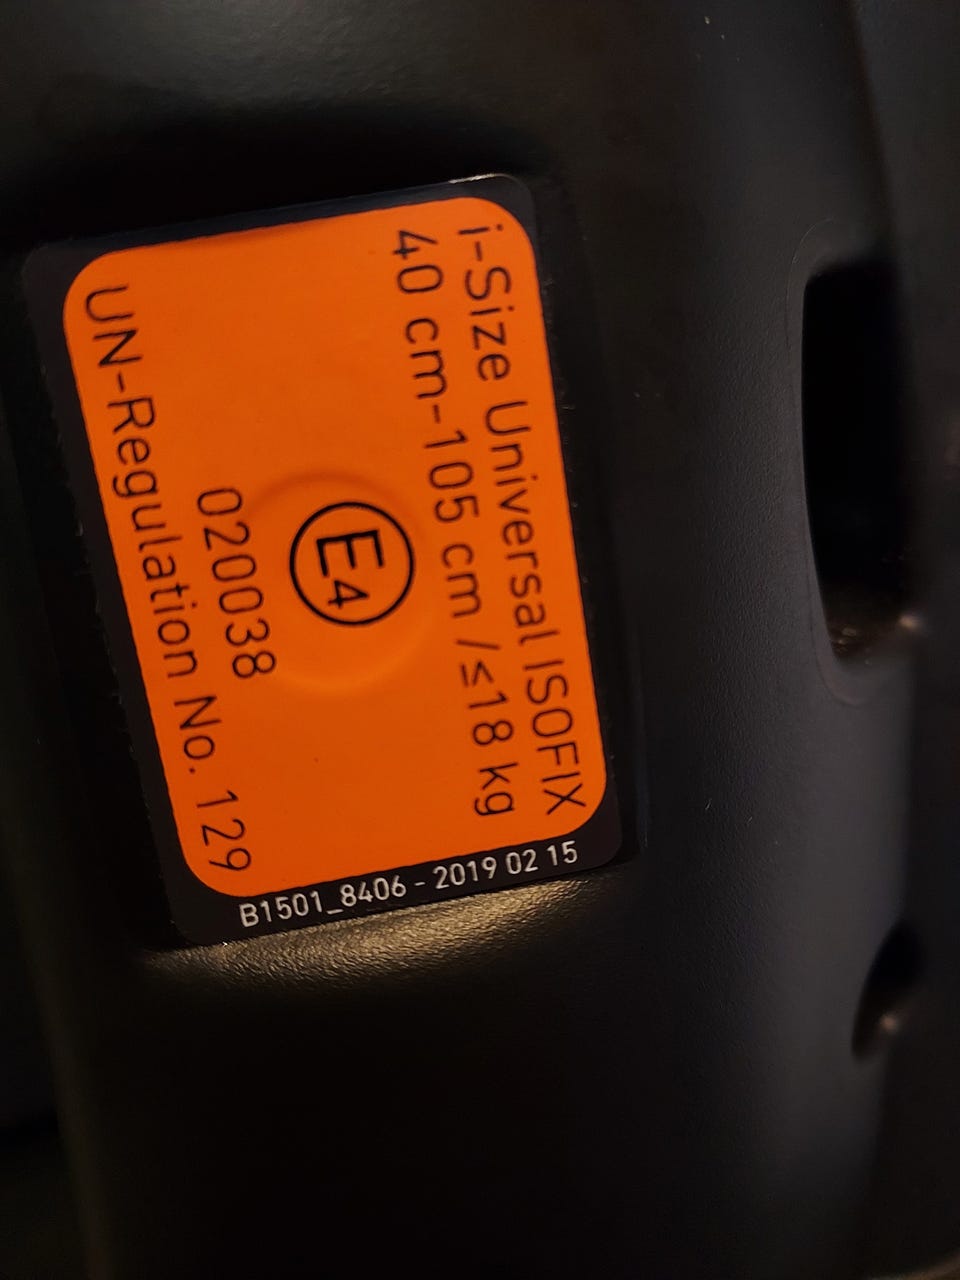 i-Size Universal ISOFIX
40 cm-105 cm / ≤18 kg
E4
020038
UN-Regulation No. 129
B1501_8406 - 2019 02 15